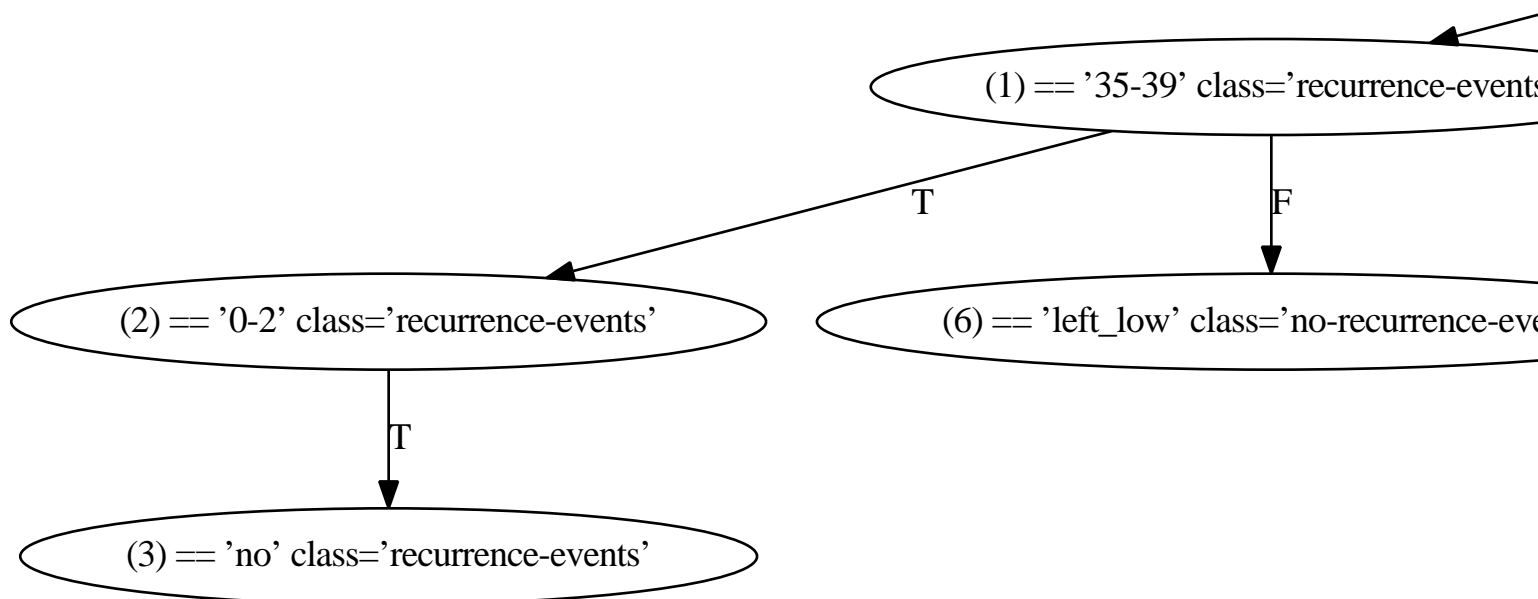 (1) == ’35-39’ class=’recurrence-events
T
F
(2) == ’0-2’ class=’recurrence-events’
(6) == ’left_low’ class=’no-recurrence-eve
T
(3) == ’no’ class=’recurrence-events’